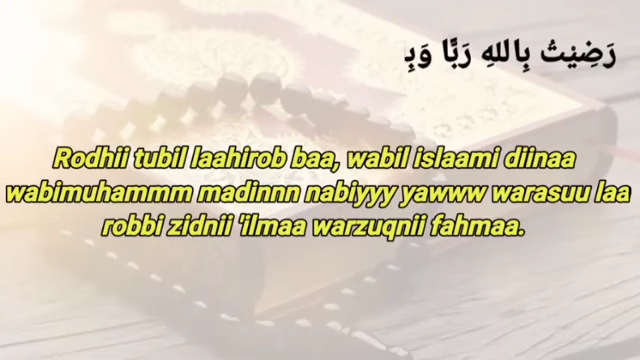 رَضِيْتُ بِاللهِ رَبًّا وَبِ
Rodhii tubil laahirob baa, wabil islaami diinaa
wabimuhammm madinnn nabiyyy yawww warasuu laa
robbi zidnii 'ilmaa warzuqnii fahmaa.